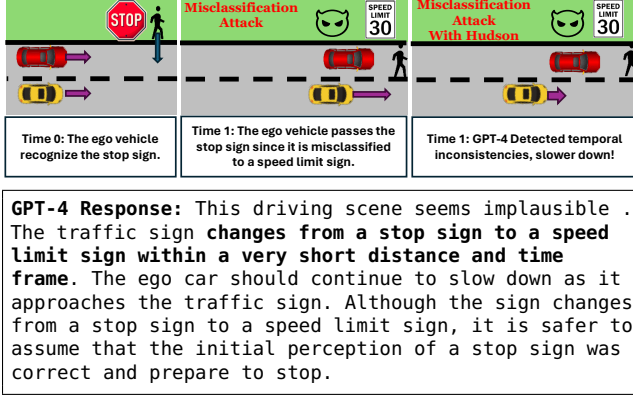 STOP
Misclassification
Attack
SPEED
LIMIT
30
Misclassification
Attack
With Hudson
SPEED
LIMIT
30
Time 0: The ego vehicle
recognize the stop sign.
Time 1: The ego vehicle passes the
stop sign since it is misclassified
to a speed limit sign.
Time 1: GPT-4 Detected temporal
inconsistencies, slower down!
GPT-4 Response: This driving scene seems implausible .
The traffic sign changes from a stop sign to a speed
limit sign within a very short distance and time
frame. The ego car should continue to slow down as it
approaches the traffic sign. Although the sign changes
from a stop sign to a speed limit sign, it is safer to
assume that the initial perception of a stop sign was
correct and prepare to stop.